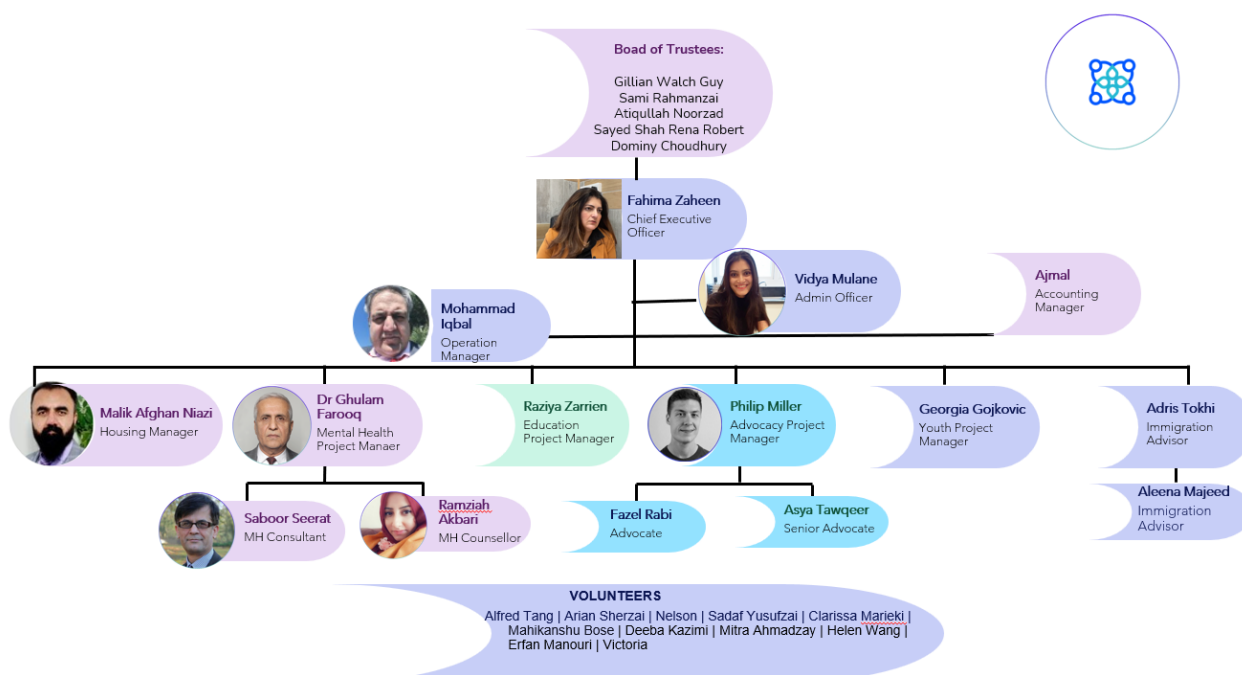 Boad of Trustees:
Gillian Walch Guy
Sami Rahmanzai
Atiqullah Noorzad
Sayed Shah Rena Robert
Dominy Choudhury
Fahima Zaheen
Chief Executive
Officer
Vidya Mulane
Admin Officer
Ajmal
Accounting
Manager
Mohammad
Iqbal
Operation
Manager
Malik Afghan Niazi
Housing Manager
Dr Ghulam
Farooq
Mental Health
Project Manaer
Raziya Zarrien
Education
Project Manager
Philip Miller
Advocacy Project
Manager
Georgia Gojkovic
Youth Project
Manager
Adris Tokhi
Immigration
Advisor
Saboor Seerat
MH Consultant
Ramziah
Akbari
MH Counsellor
Fazel Rabi
Advocate
Asya Tawqeer
Senior Advocate
Aleena Majeed
Immigration
Advisor
VOLUNTEERS
Alfred Tang | Arian Sherzai | Nelson | Sadaf Yusufzai | Clarissa Marieki |
Mahikanshu Bose | Deeba Kazimi | Mitra Ahmadzay | Helen Wang |
Erfan Manouri | Victoria